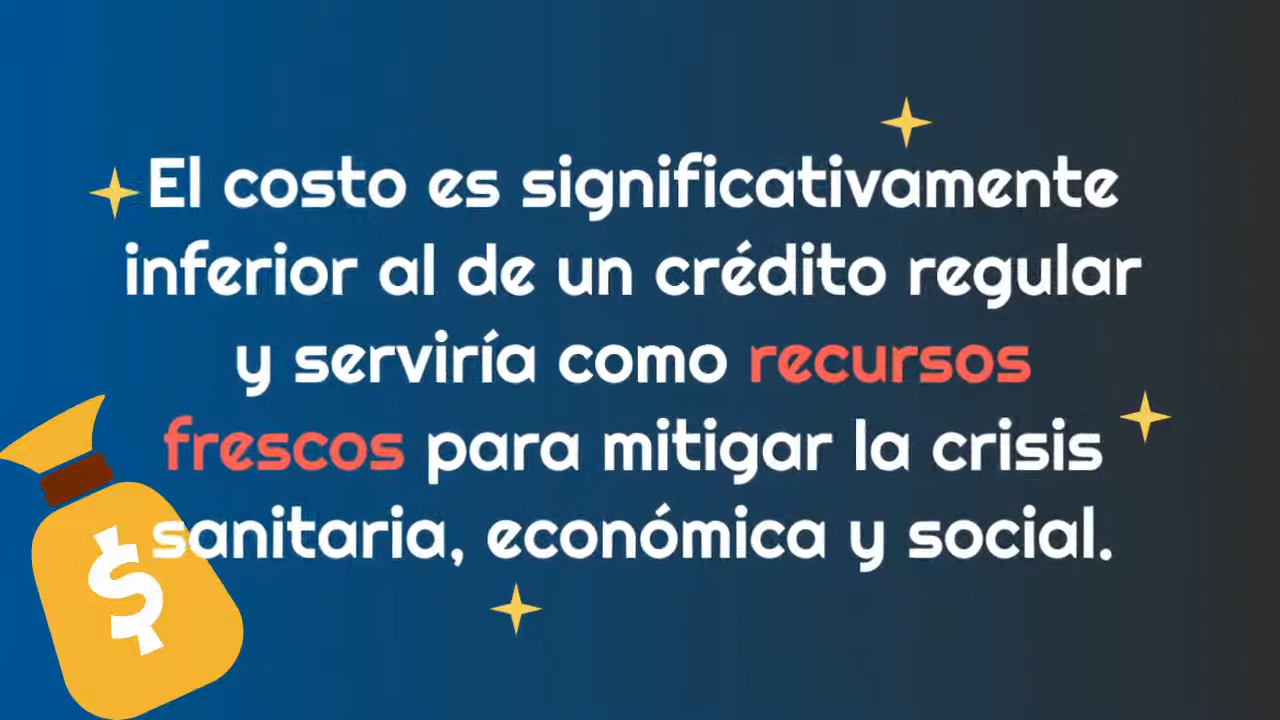 El costo es significativamente
inferior al de un crédito regular
y serviría como recursos
frescos para mitigar la crisis
sanitaria, económica y social.
$